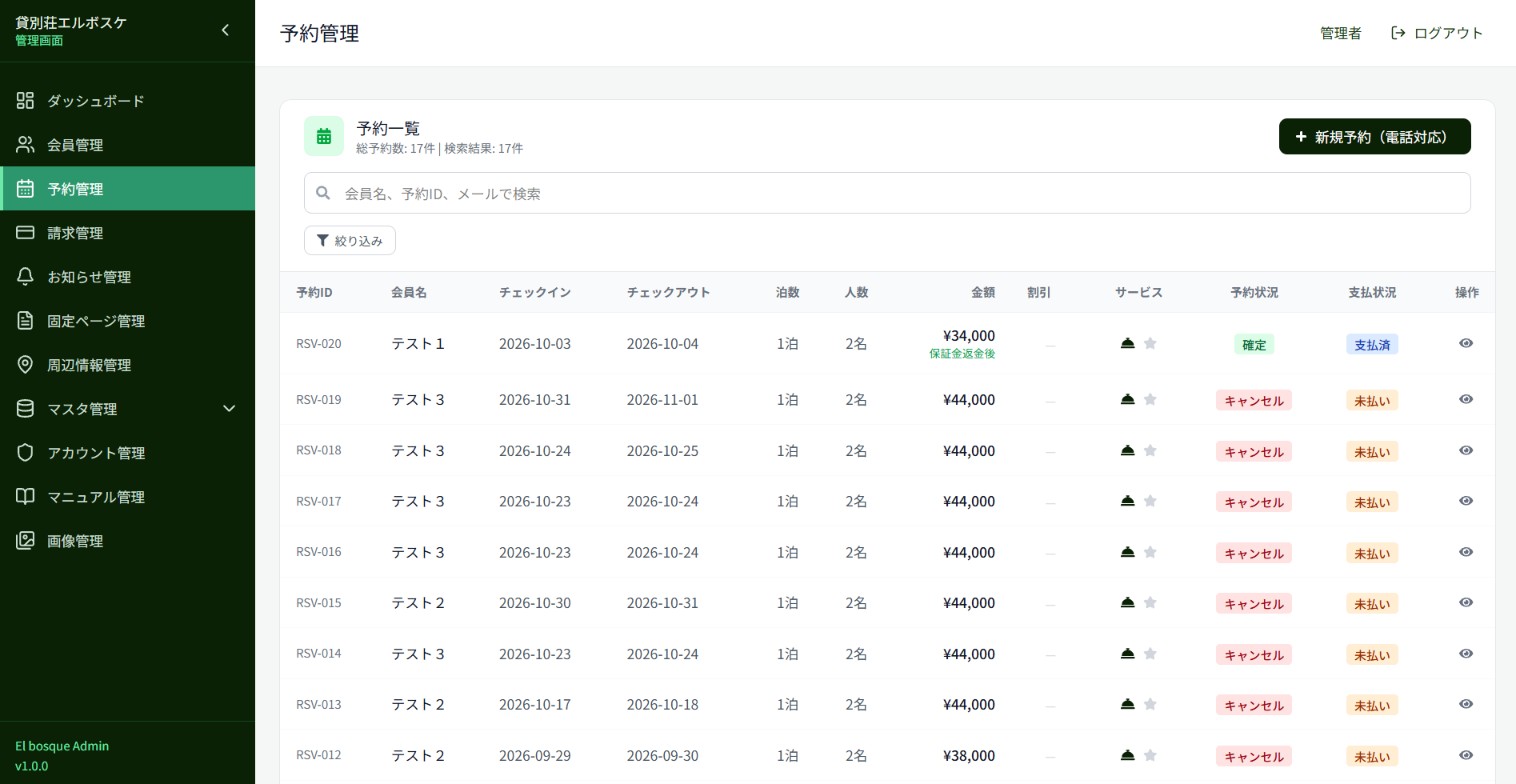 貸別荘エルボスケ
管理画面
ダッシュボード
会員管理
予約管理
請求管理
お知らせ管理
固定ページ管理
周辺情報管理
マスタ管理
アカウント管理
マニュアル管理
画像管理
El bosque Admin
v1.0.0
予約管理
管理者 ログアウト
予約一覧
総予約数: 17件 | 検索結果: 17件
新規予約（電話対応）
会員名、予約ID、メールで検索
絞り込み
予約ID 会員名 チェックイン チェックアウト 泊数 人数 金額 割引 サービス 予約状況 支払状況 操作
RSV-020 テスト１ 2026-10-03 2026-10-04 1泊 2名 ¥34,000 — 確定 支払済
保証金返金後
RSV-019 テスト３ 2026-10-31 2026-11-01 1泊 2名 ¥44,000 — キャンセル 未払い
RSV-018 テスト３ 2026-10-24 2026-10-25 1泊 2名 ¥44,000 — キャンセル 未払い
RSV-017 テスト３ 2026-10-23 2026-10-24 1泊 2名 ¥44,000 — キャンセル 未払い
RSV-016 テスト３ 2026-10-23 2026-10-24 1泊 2名 ¥44,000 — キャンセル 未払い
RSV-015 テスト２ 2026-10-30 2026-10-31 1泊 2名 ¥44,000 — キャンセル 未払い
RSV-014 テスト３ 2026-10-23 2026-10-24 1泊 2名 ¥44,000 — キャンセル 未払い
RSV-013 テスト２ 2026-10-17 2026-10-18 1泊 2名 ¥44,000 — キャンセル 未払い
RSV-012 テスト２ 2026-09-29 2026-09-30 1泊 2名 ¥38,000 — キャンセル 未払い